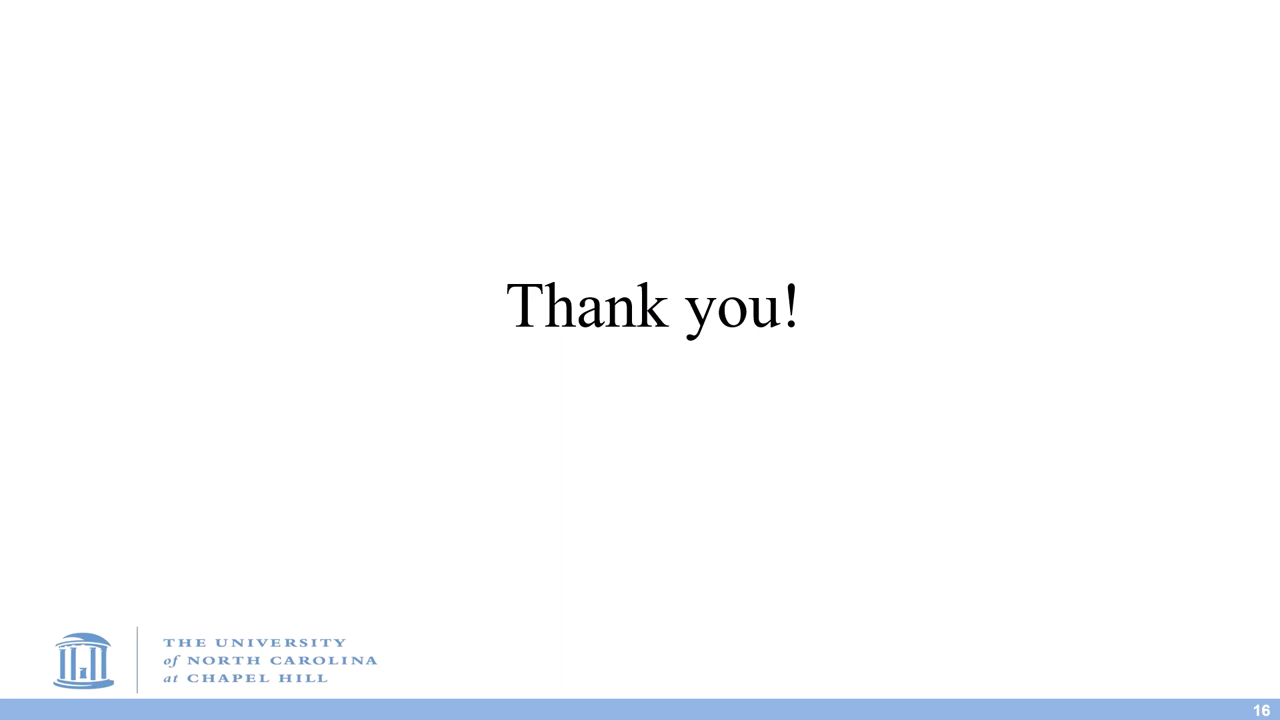 Thank you!
THE UNIVERSITY
of NORTH CAROLINA
at CHAPEL HILL
16